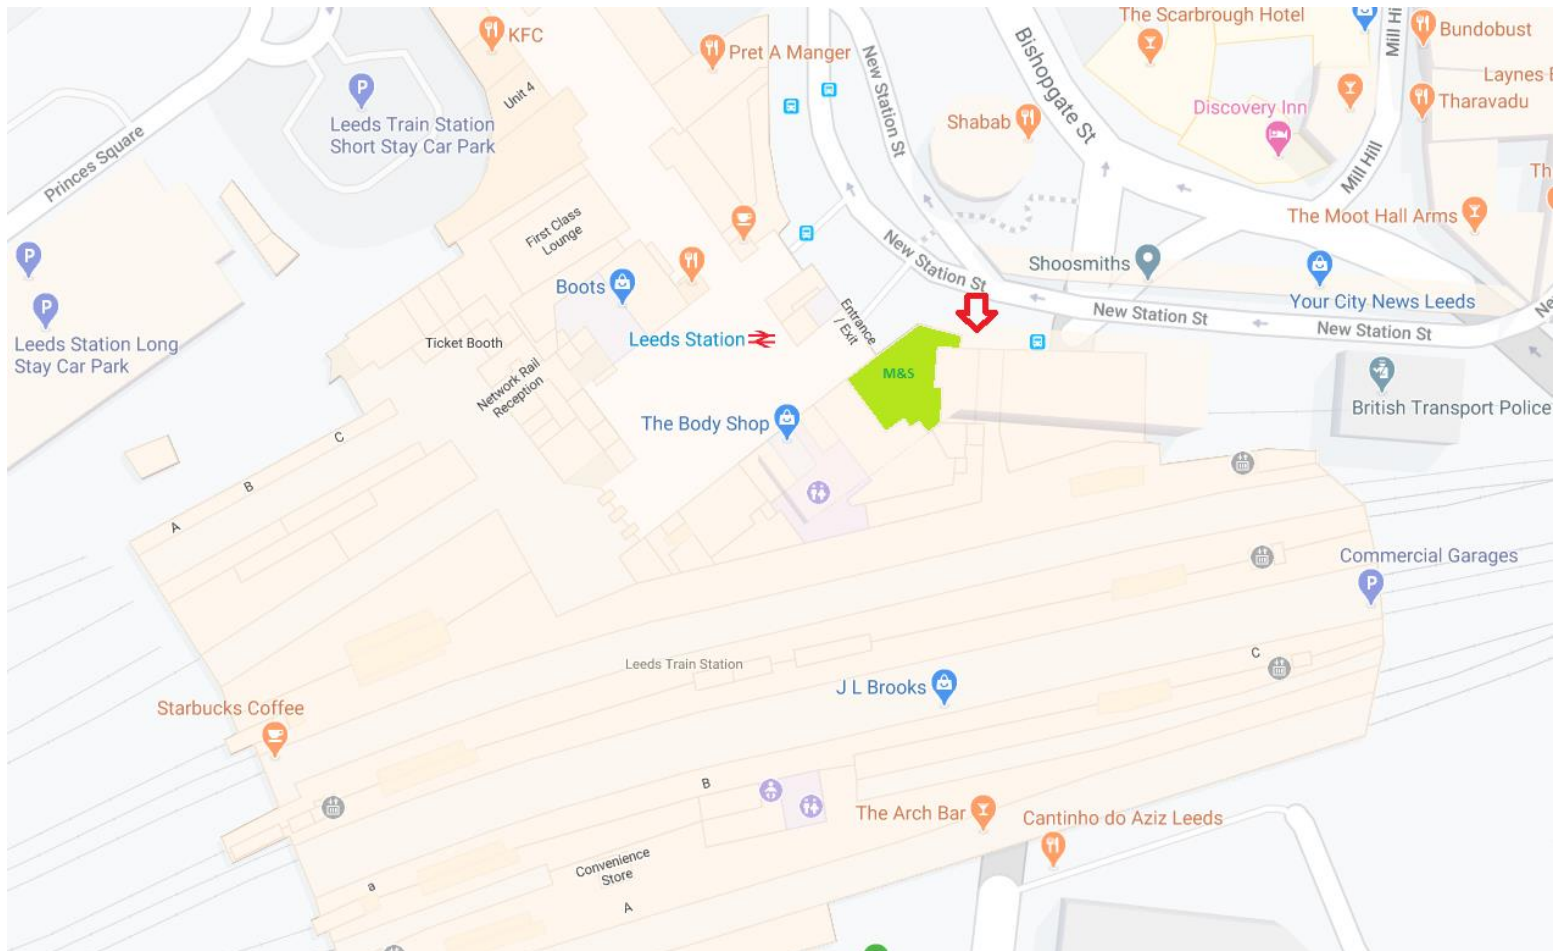 The Scarbrough Hotel
Mill Hi
Bundobust
KFC
Pret A Manger
New Station St
Bishopgate St
Laynes
Unit 4
Tharavadu
Discovery Inn
Leeds Train Station
Short Stay Car Park
Shabab
Princes Square
Mill Hill
Th
First Class
Lounge
The Moot Hall Arms
New Station St
Shoosmiths
Boots
Your City News Leeds
Entrance
/ Exit
New Station St
New Station St
Ne
Leeds Station
Ticket Booth
Leeds Station Long
Stay Car Park
Network Rail
Reception
M&S
British Transport Police
The Body Shop
C
B
A
Commercial Garages
Leeds Train Station
C
J L Brooks
Starbucks Coffee
B
The Arch Bar
Cantinho do Aziz Leeds
Convenience
Store
a
A
P
P
P
P